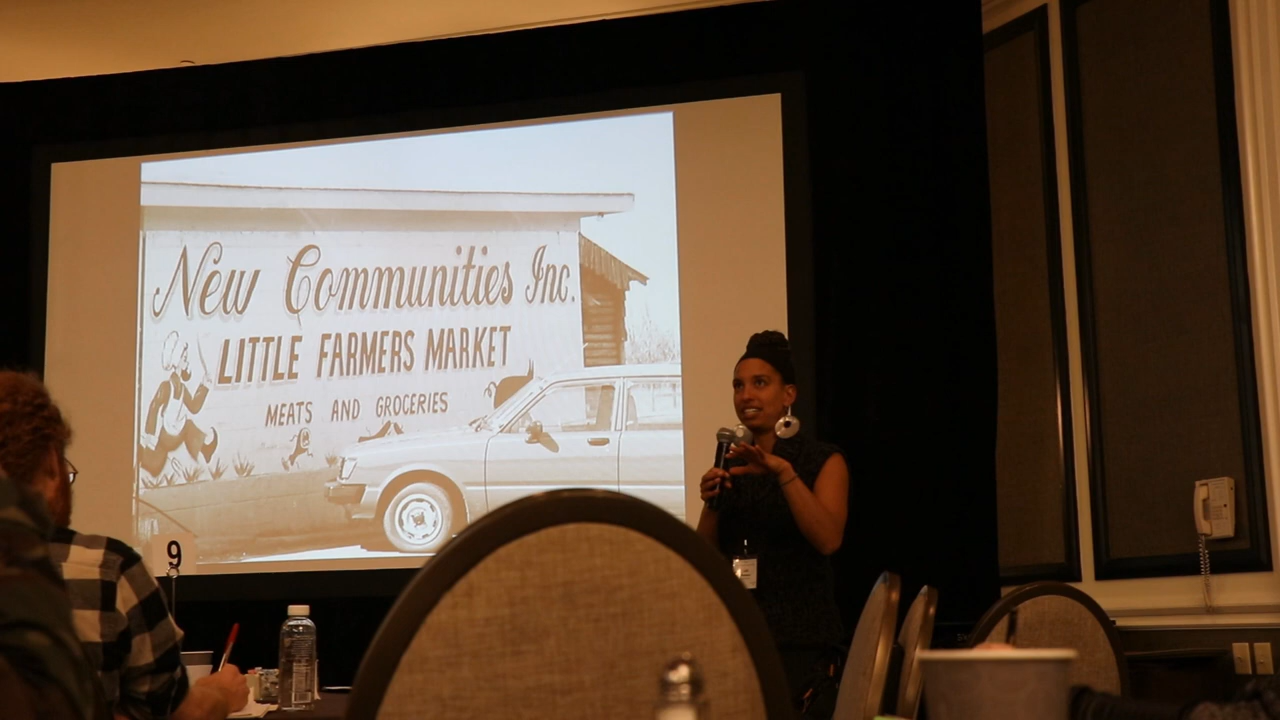 New Communities Inc.
LITTLE FARMERS MARKET
MEATS AND GROCERIES
9